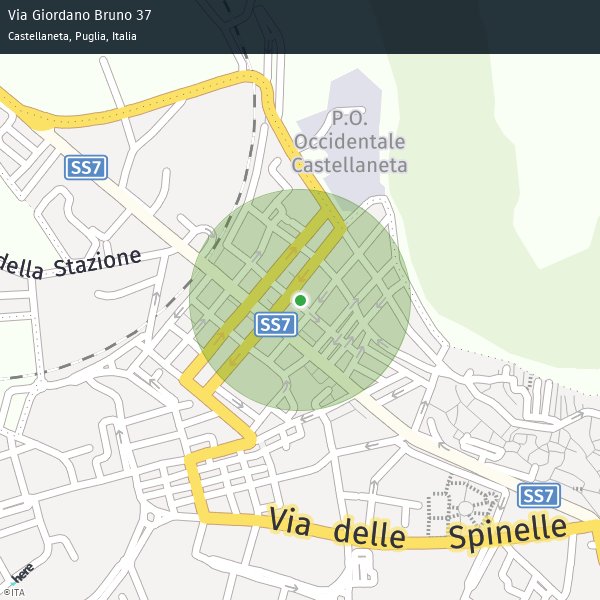 Via Giordano Bruno 37
Castellaneta, Puglia, Italia
P.O.
Occidentale
Castellaneta
SS7
della Stazione
SS7
SS7
Via delle Spinelle
here
©ITA